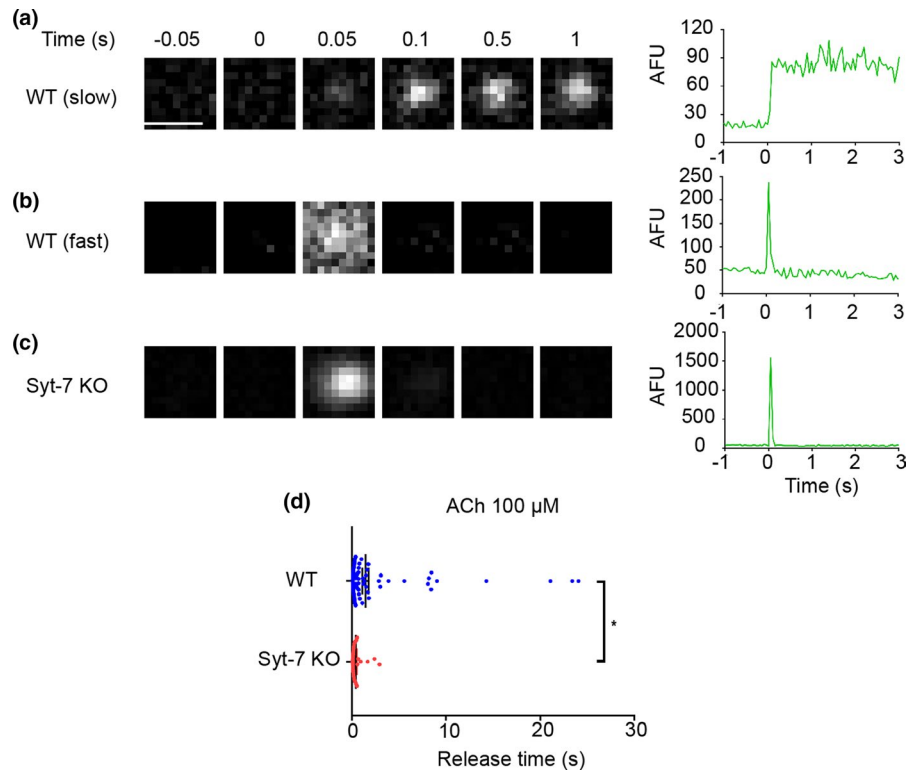 (a)
Time (s) -0.05 0 0.05 0.1 0.5 1
WT (slow)
AFU
120
90
60
30
0
-1 0 1 2 3
(b)
WT (fast)
AFU
250
200
150
100
50
0
-1 0 1 2 3
(c)
Syt-7 KO
AFU
2000
1500
1000
500
0
-1 0 1 2 3
Time (s)
(d)
ACh 100 µM
WT
*
Syt-7 KO
0 10 20 30
Release time (s)